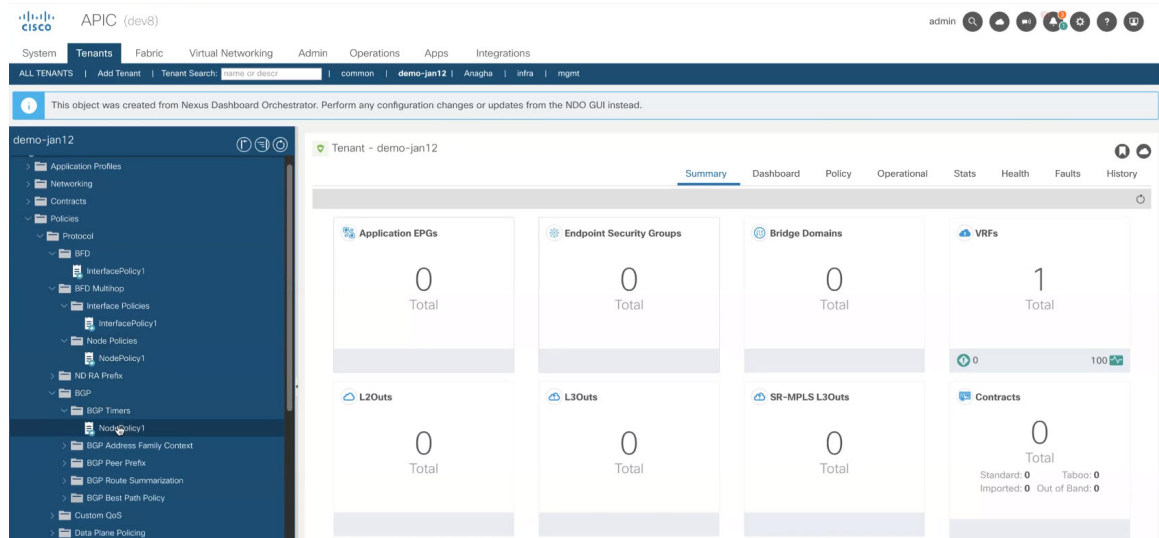 CISCO APIC (dev8) admin
System Tenants Fabric Virtual Networking Admin Operations Apps Integrations
ALL TENANTS | Add Tenant | Tenant Search: name or descr | common | demo-jan12 | Anagha | infra | mgmt
This object was created from Nexus Dashboard Orchestrator. Perform any configuration changes or updates from the NDO GUI instead.
demo-jan12
Application Profiles
Networking
Contracts
Policies
Protocol
BFD
InterfacePolicy1
BFD Multihop
Interface Policies
InterfacePolicy1
Node Policies
NodePolicy1
ND RA Prefix
BGP
BGP Timers
NodePolicy1
BGP Address Family Context
BGP Peer Prefix
BGP Route Summarization
BGP Best Path Policy
Custom QoS
Data Plane Policing
Tenant - demo-jan12
Summary Dashboard Policy Operational Stats Health Faults History
Application EPGs
0
Total
Endpoint Security Groups
0
Total
Bridge Domains
0
Total
VRFs
1
Total
0 100
L2Outs
0
Total
L3Outs
0
Total
SR-MPLS L3Outs
0
Total
Contracts
0
Total
Standard: 0 Taboo: 0
Imported: 0 Out of Band: 0